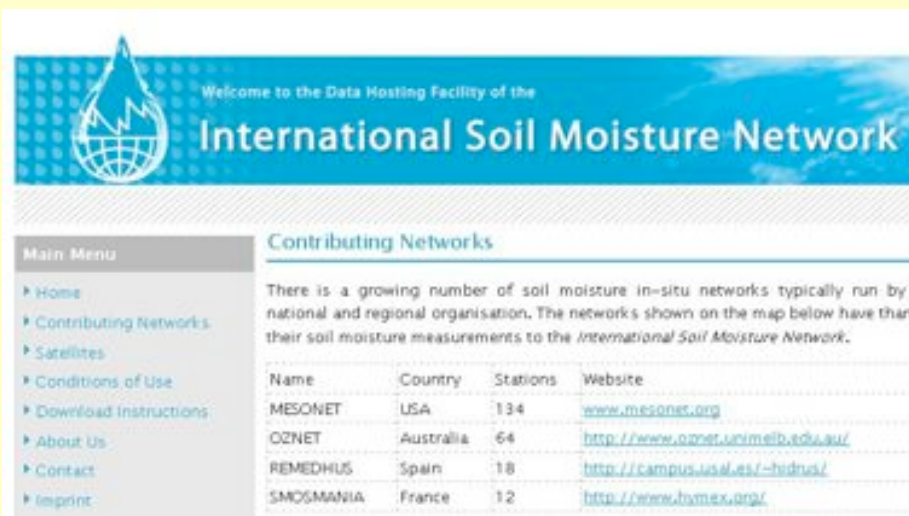 Welcome to the Data Hosting Facility of the
International Soil Moisture Network
Main Menu
Home
Contributing Networks
Satellites
Conditions of Use
Download Instructions
About Us
Contact
Imprint
Contributing Networks
There is a growing number of soil moisture in-situ networks typically run by
national and regional organisation. The networks shown on the map below have than
their soil moisture measurements to the International Soil Moisture Network.
Name Country Stations Website
MESONET USA 134 www.mesonet.org
OZNET Australia 64 http://www.oznet.unimelb.edu.au/
REMEDHUS Spain 18 http://campus.usal.es/~hidrus/
SMOSMANIA France 12 http://www.hymex.org/